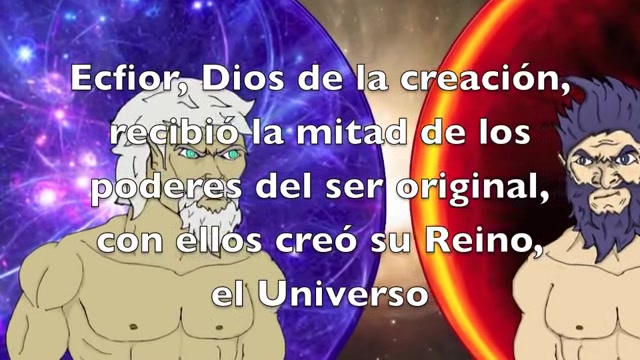 Ecfior, Dios de la creación,
recibió la mitad de los
poderes del ser original,
con ellos creó su Reino,
el Universo